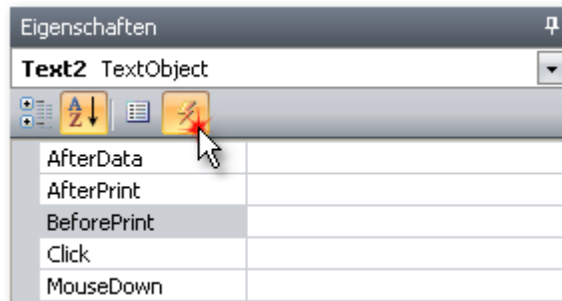 Eigenschaften
Text2 TextObject
AfterData
AfterPrint
BeforePrint
Click
MouseDown